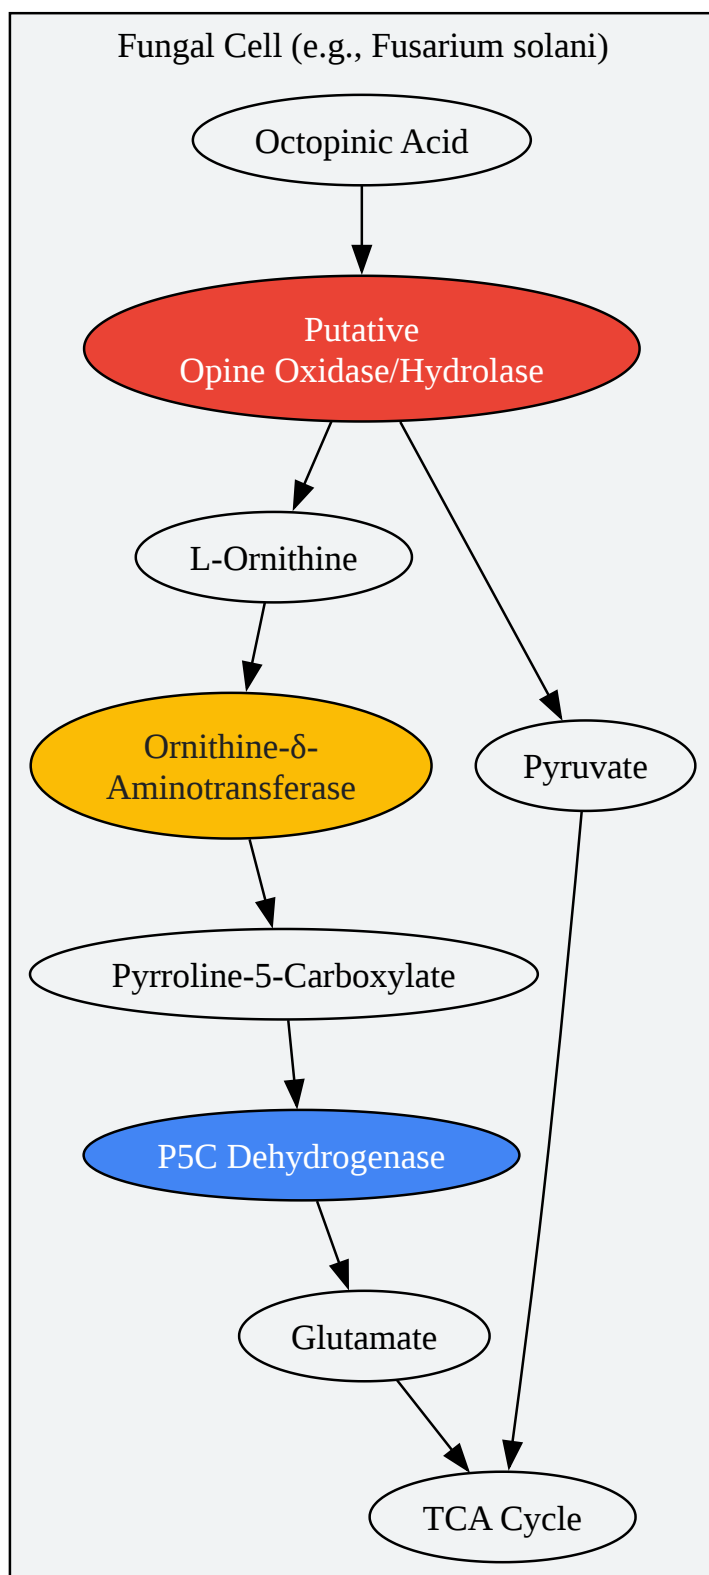 Fungal Cell (e.g., Fusarium solani)
Octopinic Acid
Putative
Opine Oxidase/Hydrolase
L-Ornithine
Ornithine-δ-
Aminotransferase
Pyruvate
Pyrroline-5-Carboxylate
P5C Dehydrogenase
Glutamate
TCA Cycle